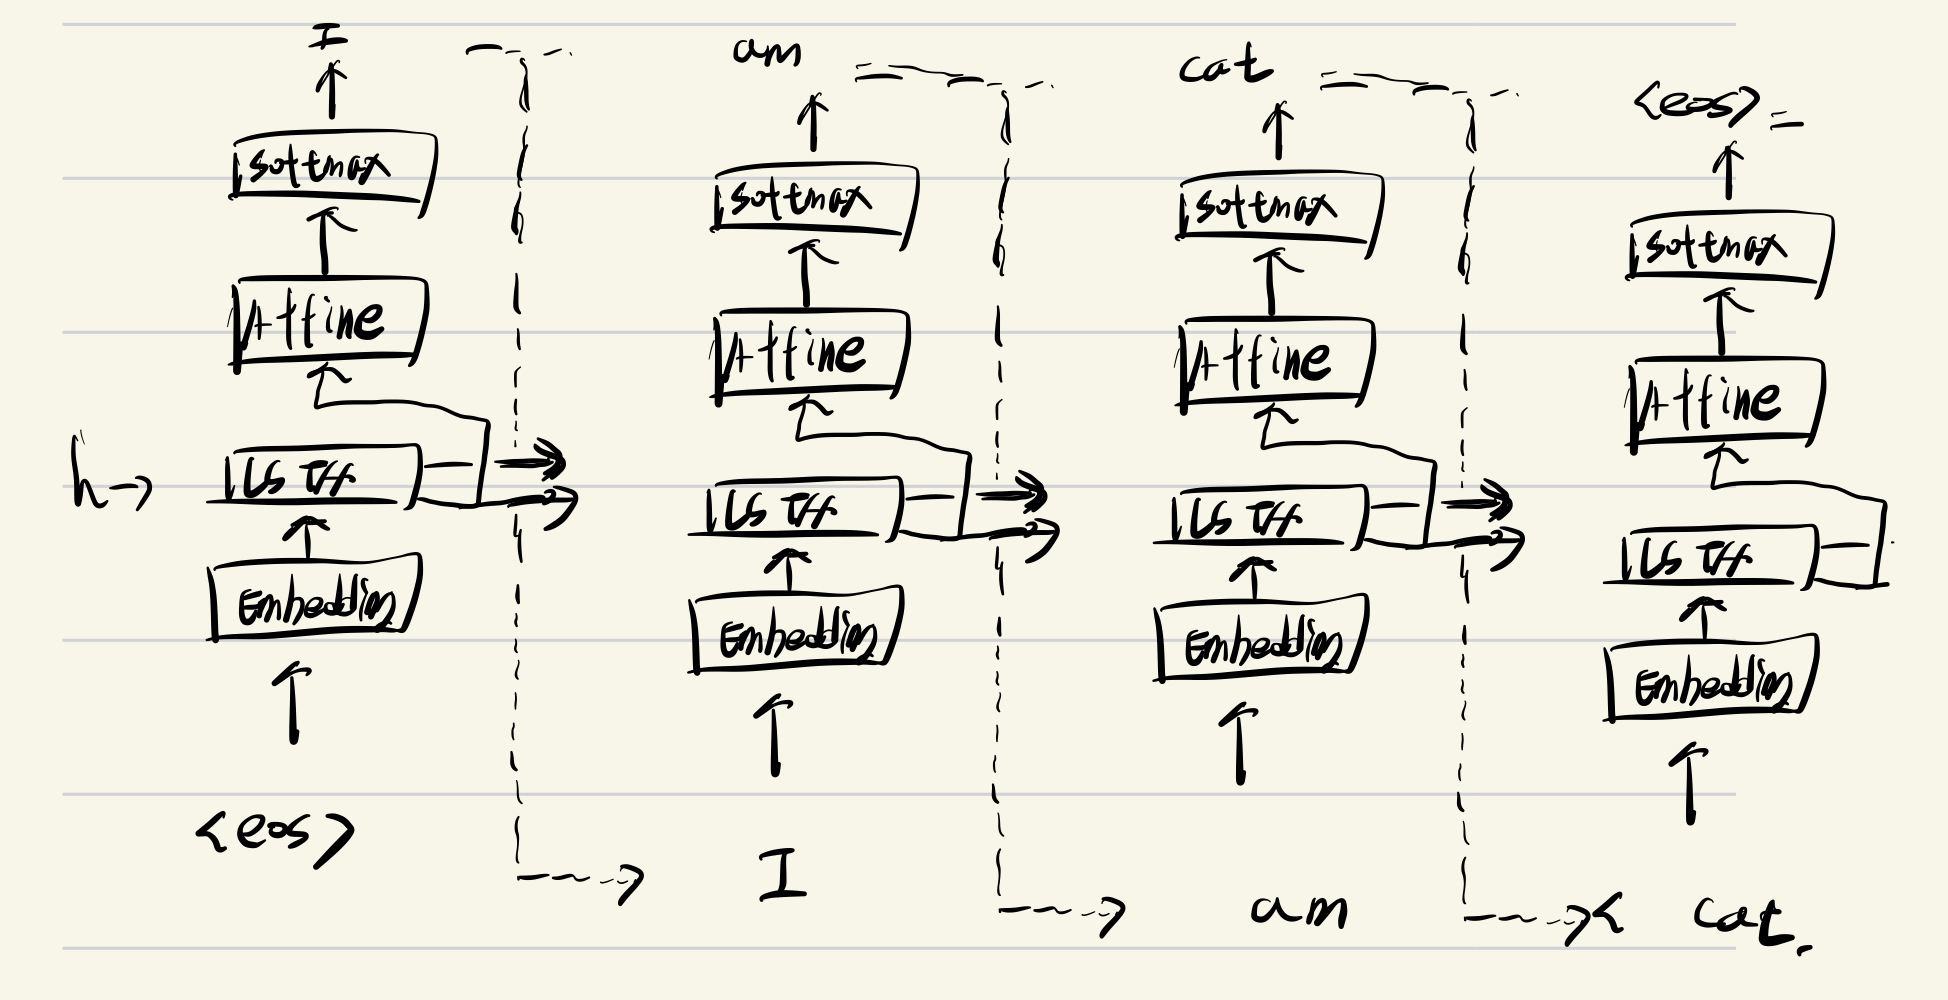 I am cat <eos>
softmax softmax softmax softmax
Affine Affine Affine Affine
h → LSTM LSTM LSTM LSTM
Embedding Embedding Embedding Embedding
<eos> I am cat.